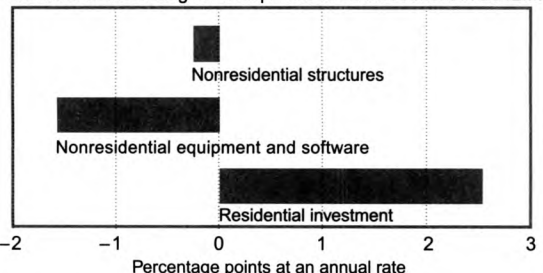 Nonresidential structures
Nonresidential equipment and software
Residential investment
−2 −1 0 1 2 3
Percentage points at an annual rate